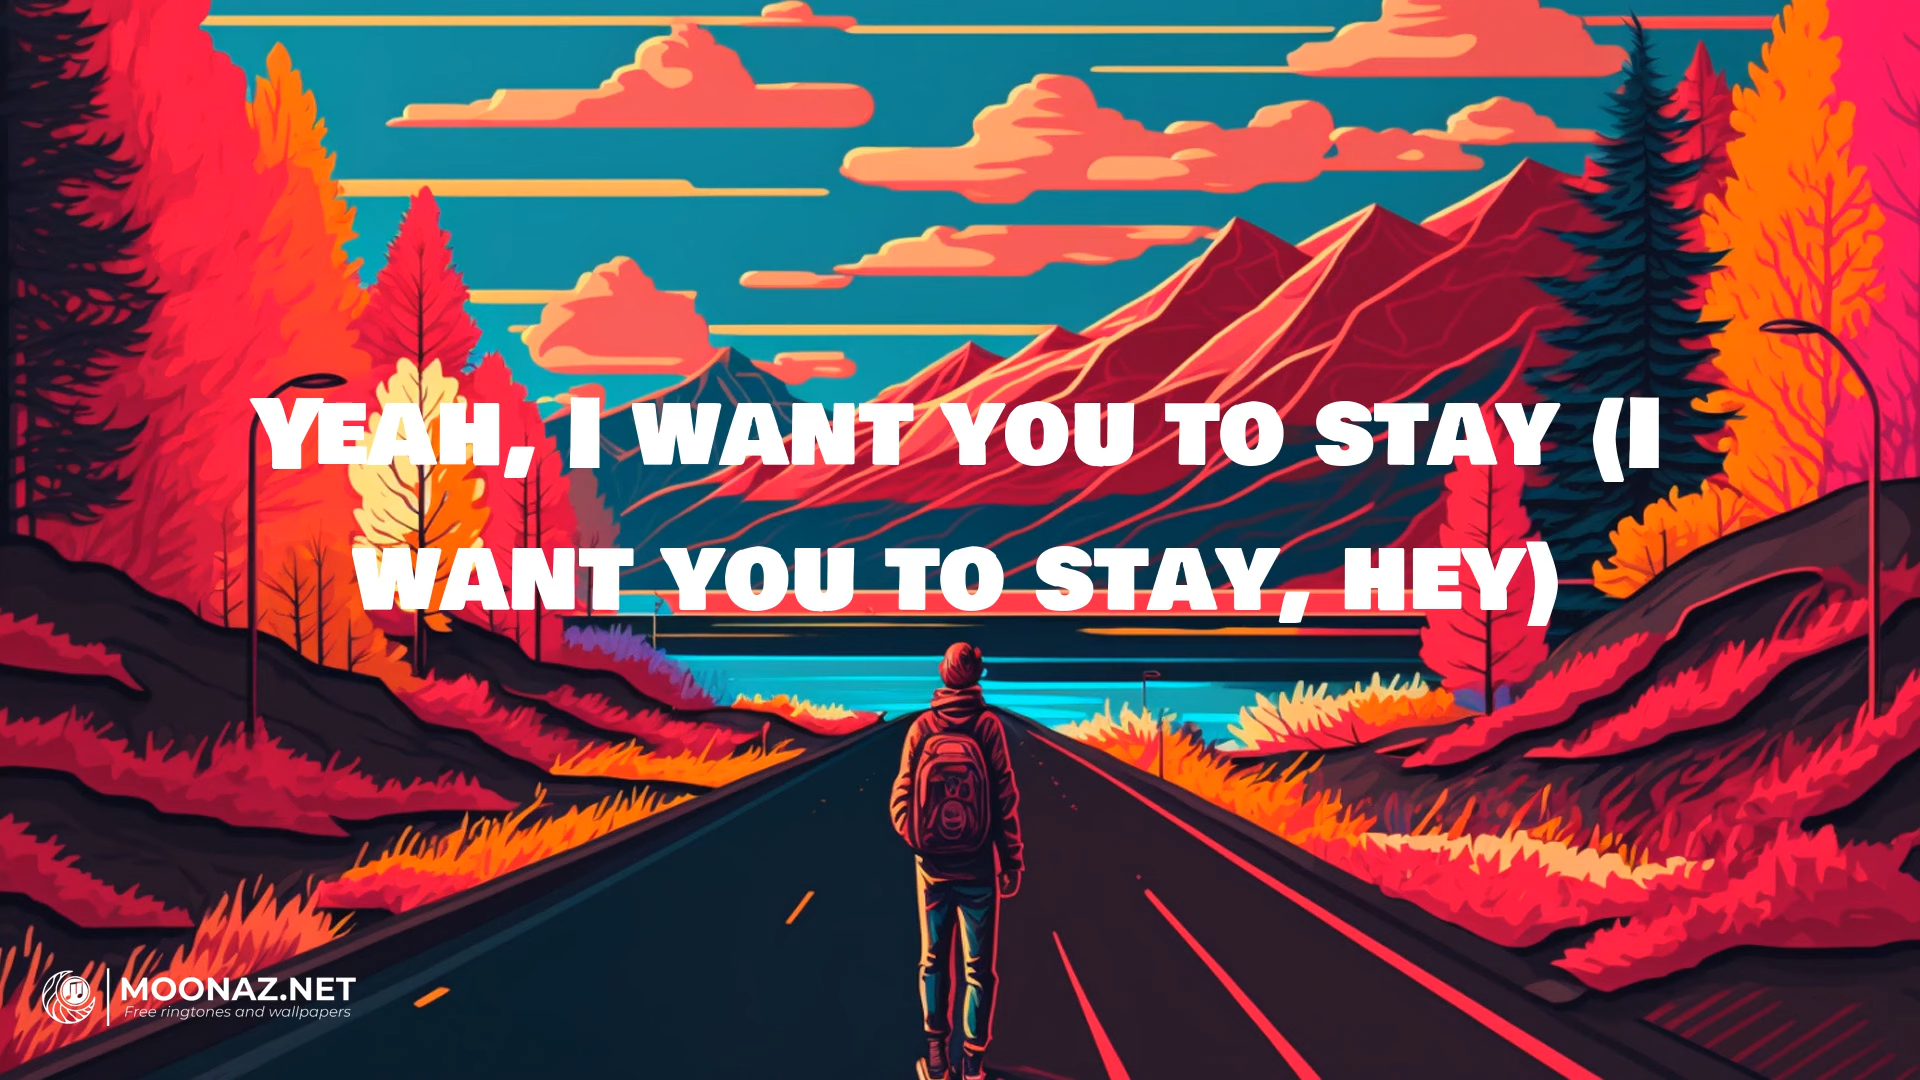 Yeah, I want you to stay (I
want you to stay, hey)
MOONAZ.NET
Free ringtones and wallpapers